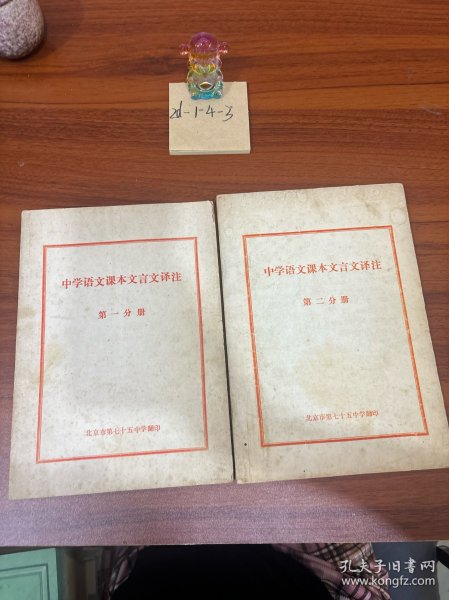 2d-1-4-3
中学语文课本文言文译注
第一分册
北京市第七十五中学翻印
中学语文课本文言文译注
第二分册
北京市第七十五中学翻印
孔夫子旧书网
www.kongfz.com